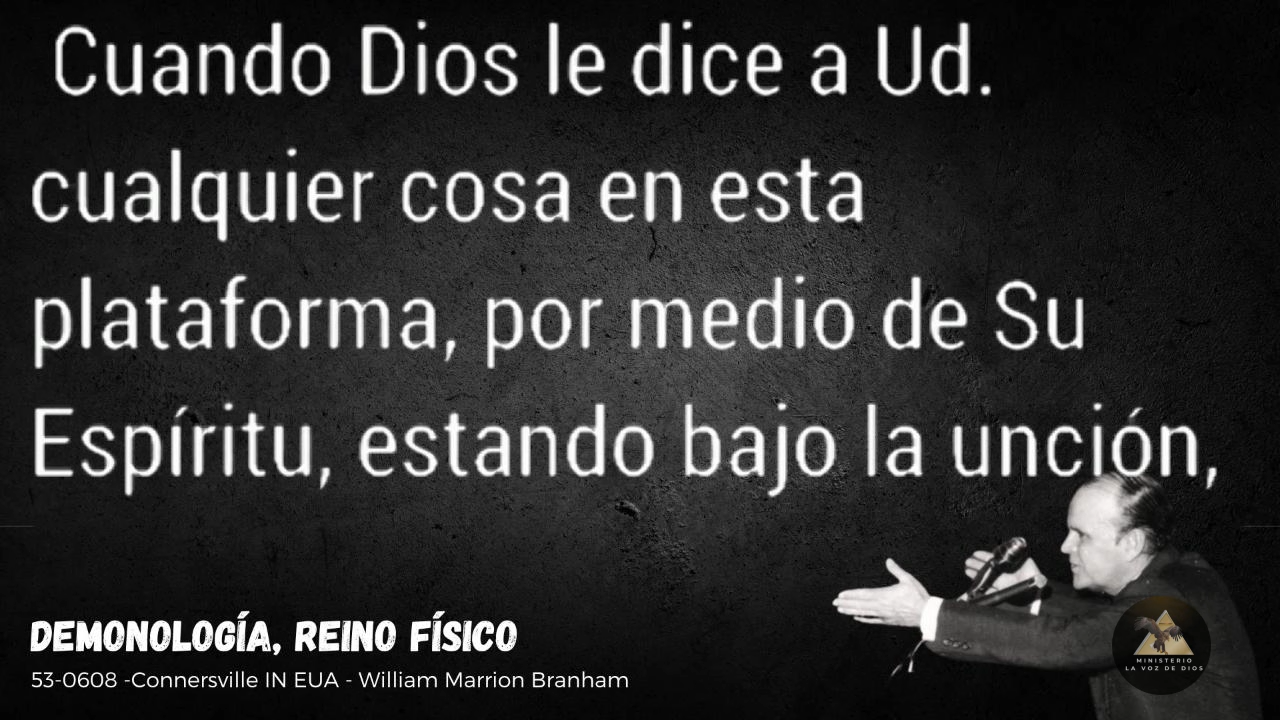 Cuando Dios le dice a Ud.
cualquier cosa en esta
plataforma, por medio de Su
Espíritu, estando bajo la unción,
DEMONOLOGÍA, REINO FÍSICO
53-0608 -Connersville IN EUA - William Marrion Branham
MINISTERIO
LA VOZ DE DIOS